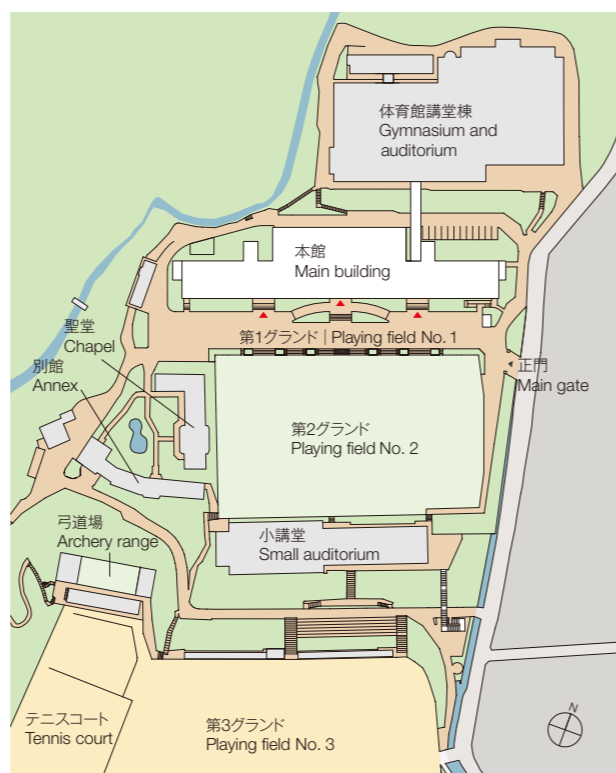 体育館講堂棟
Gymnasium and
auditorium
本館
Main building
第1グランド | Playing field No. 1
聖堂
Chapel
別館
Annex
正門
Main gate
第2グランド
Playing field No. 2
小講堂
Small auditorium
弓道場
Archery range
テニスコート
Tennis court
第3グランド
Playing field No. 3
N